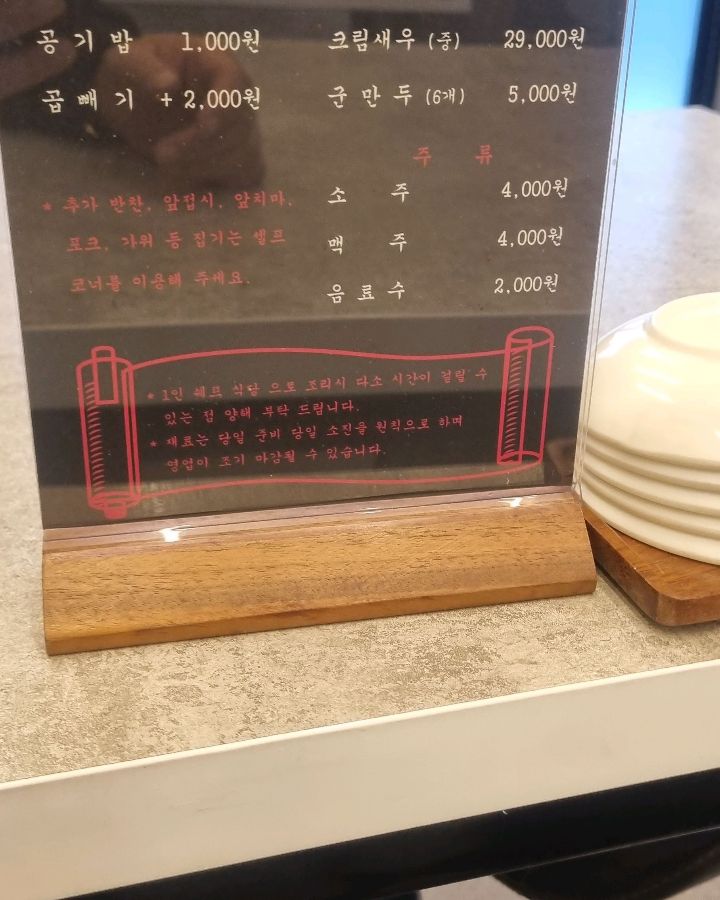 공기밥 1,000원
곱빼기 + 2,000원
* 추가 반찬, 앞접시, 앞치마,
포크, 가위 등 집기는 셀프
코너를 이용해 주세요.
크림새우 (중) 29,000원
군만두 (6개) 5,000원
주류
소주 4,000원
맥주 4,000원
음료수 2,000원
* 1인 쉐프 식당 으로 조리시 다소 시간이 걸릴 수
있는 점 양해 부탁 드립니다.
* 재료는 당일 준비 당일 소진을 원칙으로 하며
영업이 조기 마감될 수 있습니다.